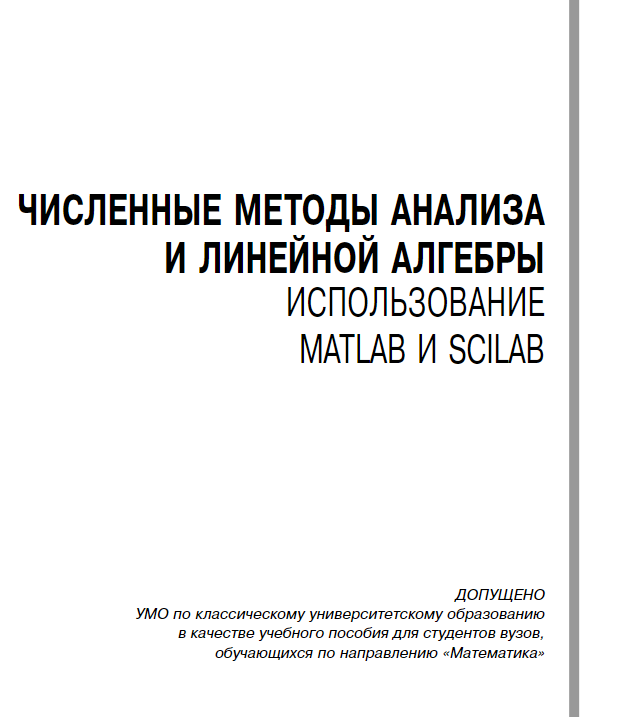 ЧИСЛЕННЫЕ МЕТОДЫ АНАЛИЗА
И ЛИНЕЙНОЙ АЛГЕБРЫ
ИСПОЛЬЗОВАНИЕ
MATLAB И SCILAB
ДОПУЩЕНО
УМО по классическому университетскому образованию
в качестве учебного пособия для студентов вузов,
обучающихся по направлению «Математика»